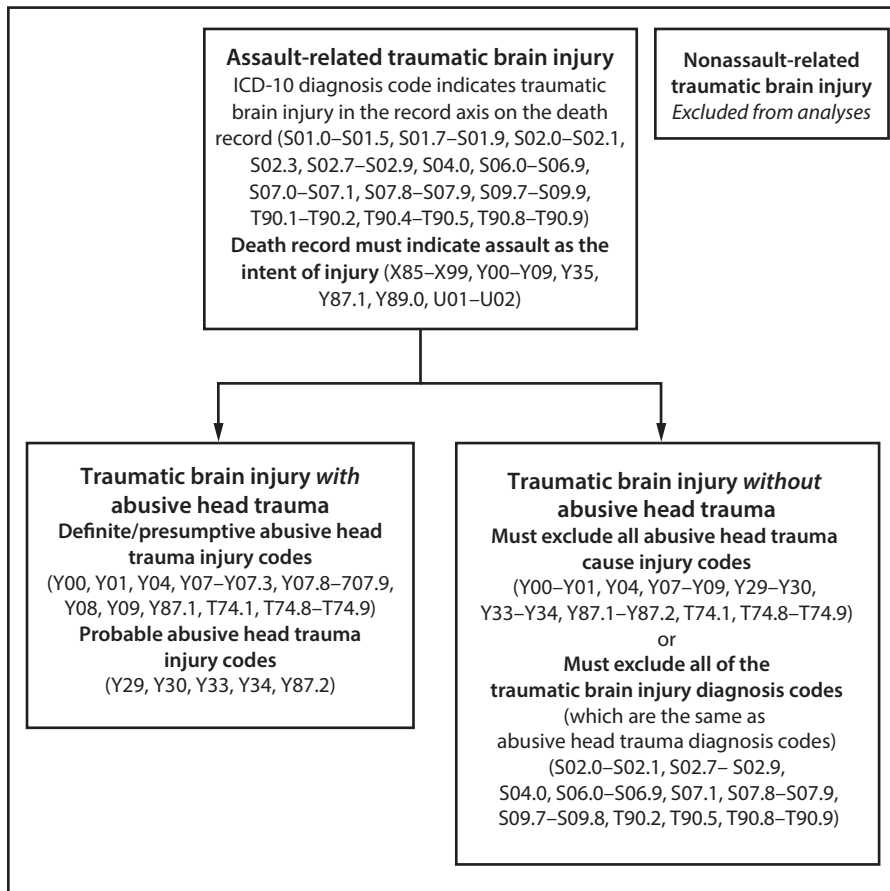 Assault-related traumatic brain injury
ICD-10 diagnosis code indicates traumatic
brain injury in the record axis on the death
record (S01.0–S01.5, S01.7–S01.9, S02.0–S02.1,
S02.3, S02.7–S02.9, S04.0, S06.0–S06.9,
S07.0–S07.1, S07.8–S07.9, S09.7–S09.9,
T90.1–T90.2, T90.4–T90.5, T90.8–T90.9)
Death record must indicate assault as the
intent of injury (X85–X99, Y00–Y09, Y35,
Y87.1, Y89.0, U01–U02)
Nonassault-related
traumatic brain injury
Excluded from analyses
Traumatic brain injury with
abusive head trauma
Definite/presumptive abusive head
trauma injury codes
(Y00, Y01, Y04, Y07–Y07.3, Y07.8–707.9,
Y08, Y09, Y87.1, T74.1, T74.8–T74.9)
Probable abusive head trauma
injury codes
(Y29, Y30, Y33, Y34, Y87.2)
Traumatic brain injury without
abusive head trauma
Must exclude all abusive head trauma
cause injury codes
(Y00–Y01, Y04, Y07–Y09, Y29–Y30,
Y33–Y34, Y87.1–Y87.2, T74.1, T74.8–T74.9)
or
Must exclude all of the
traumatic brain injury diagnosis codes
(which are the same as
abusive head trauma diagnosis codes)
(S02.0–S02.1, S02.7– S02.9,
S04.0, S06.0–S06.9, S07.1, S07.8–S07.9,
S09.7–S09.8, T90.2, T90.5, T90.8–T90.9)